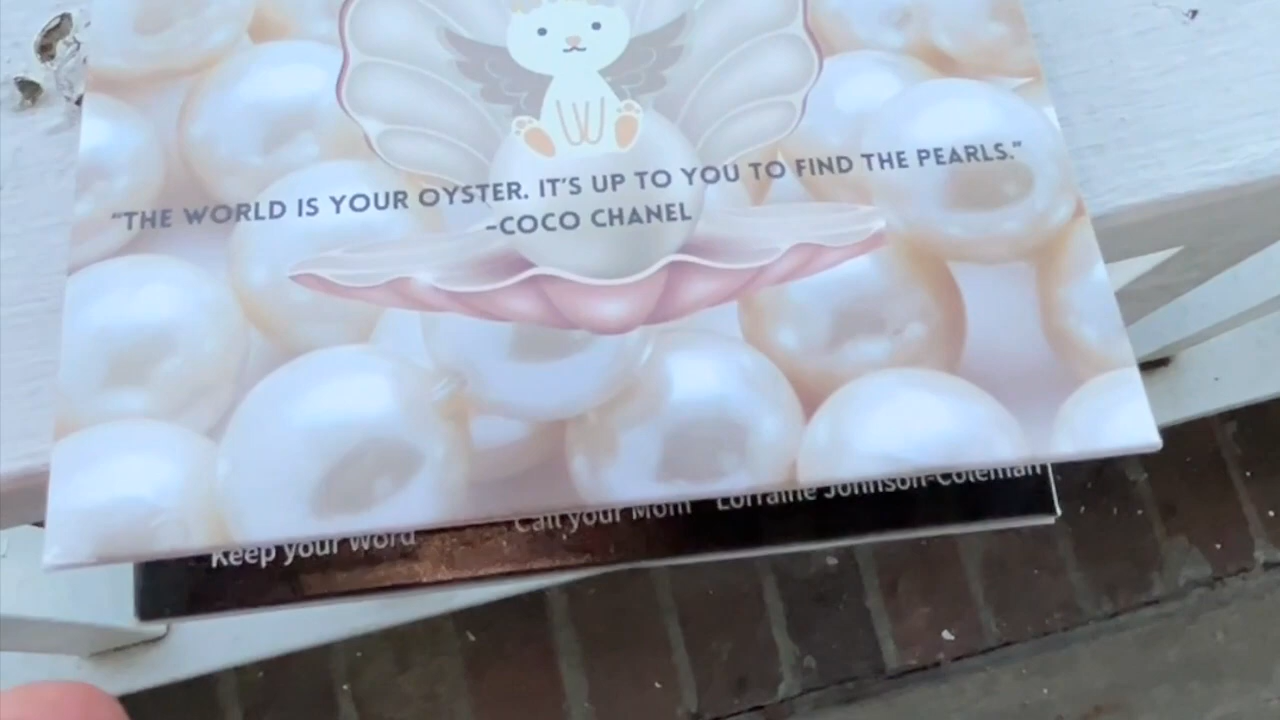 "THE WORLD IS YOUR OYSTER. IT'S UP TO YOU TO FIND THE PEARLS."
-COCO CHANEL
Keep your Word Call your Mom Lorraine Johnson-Coleman